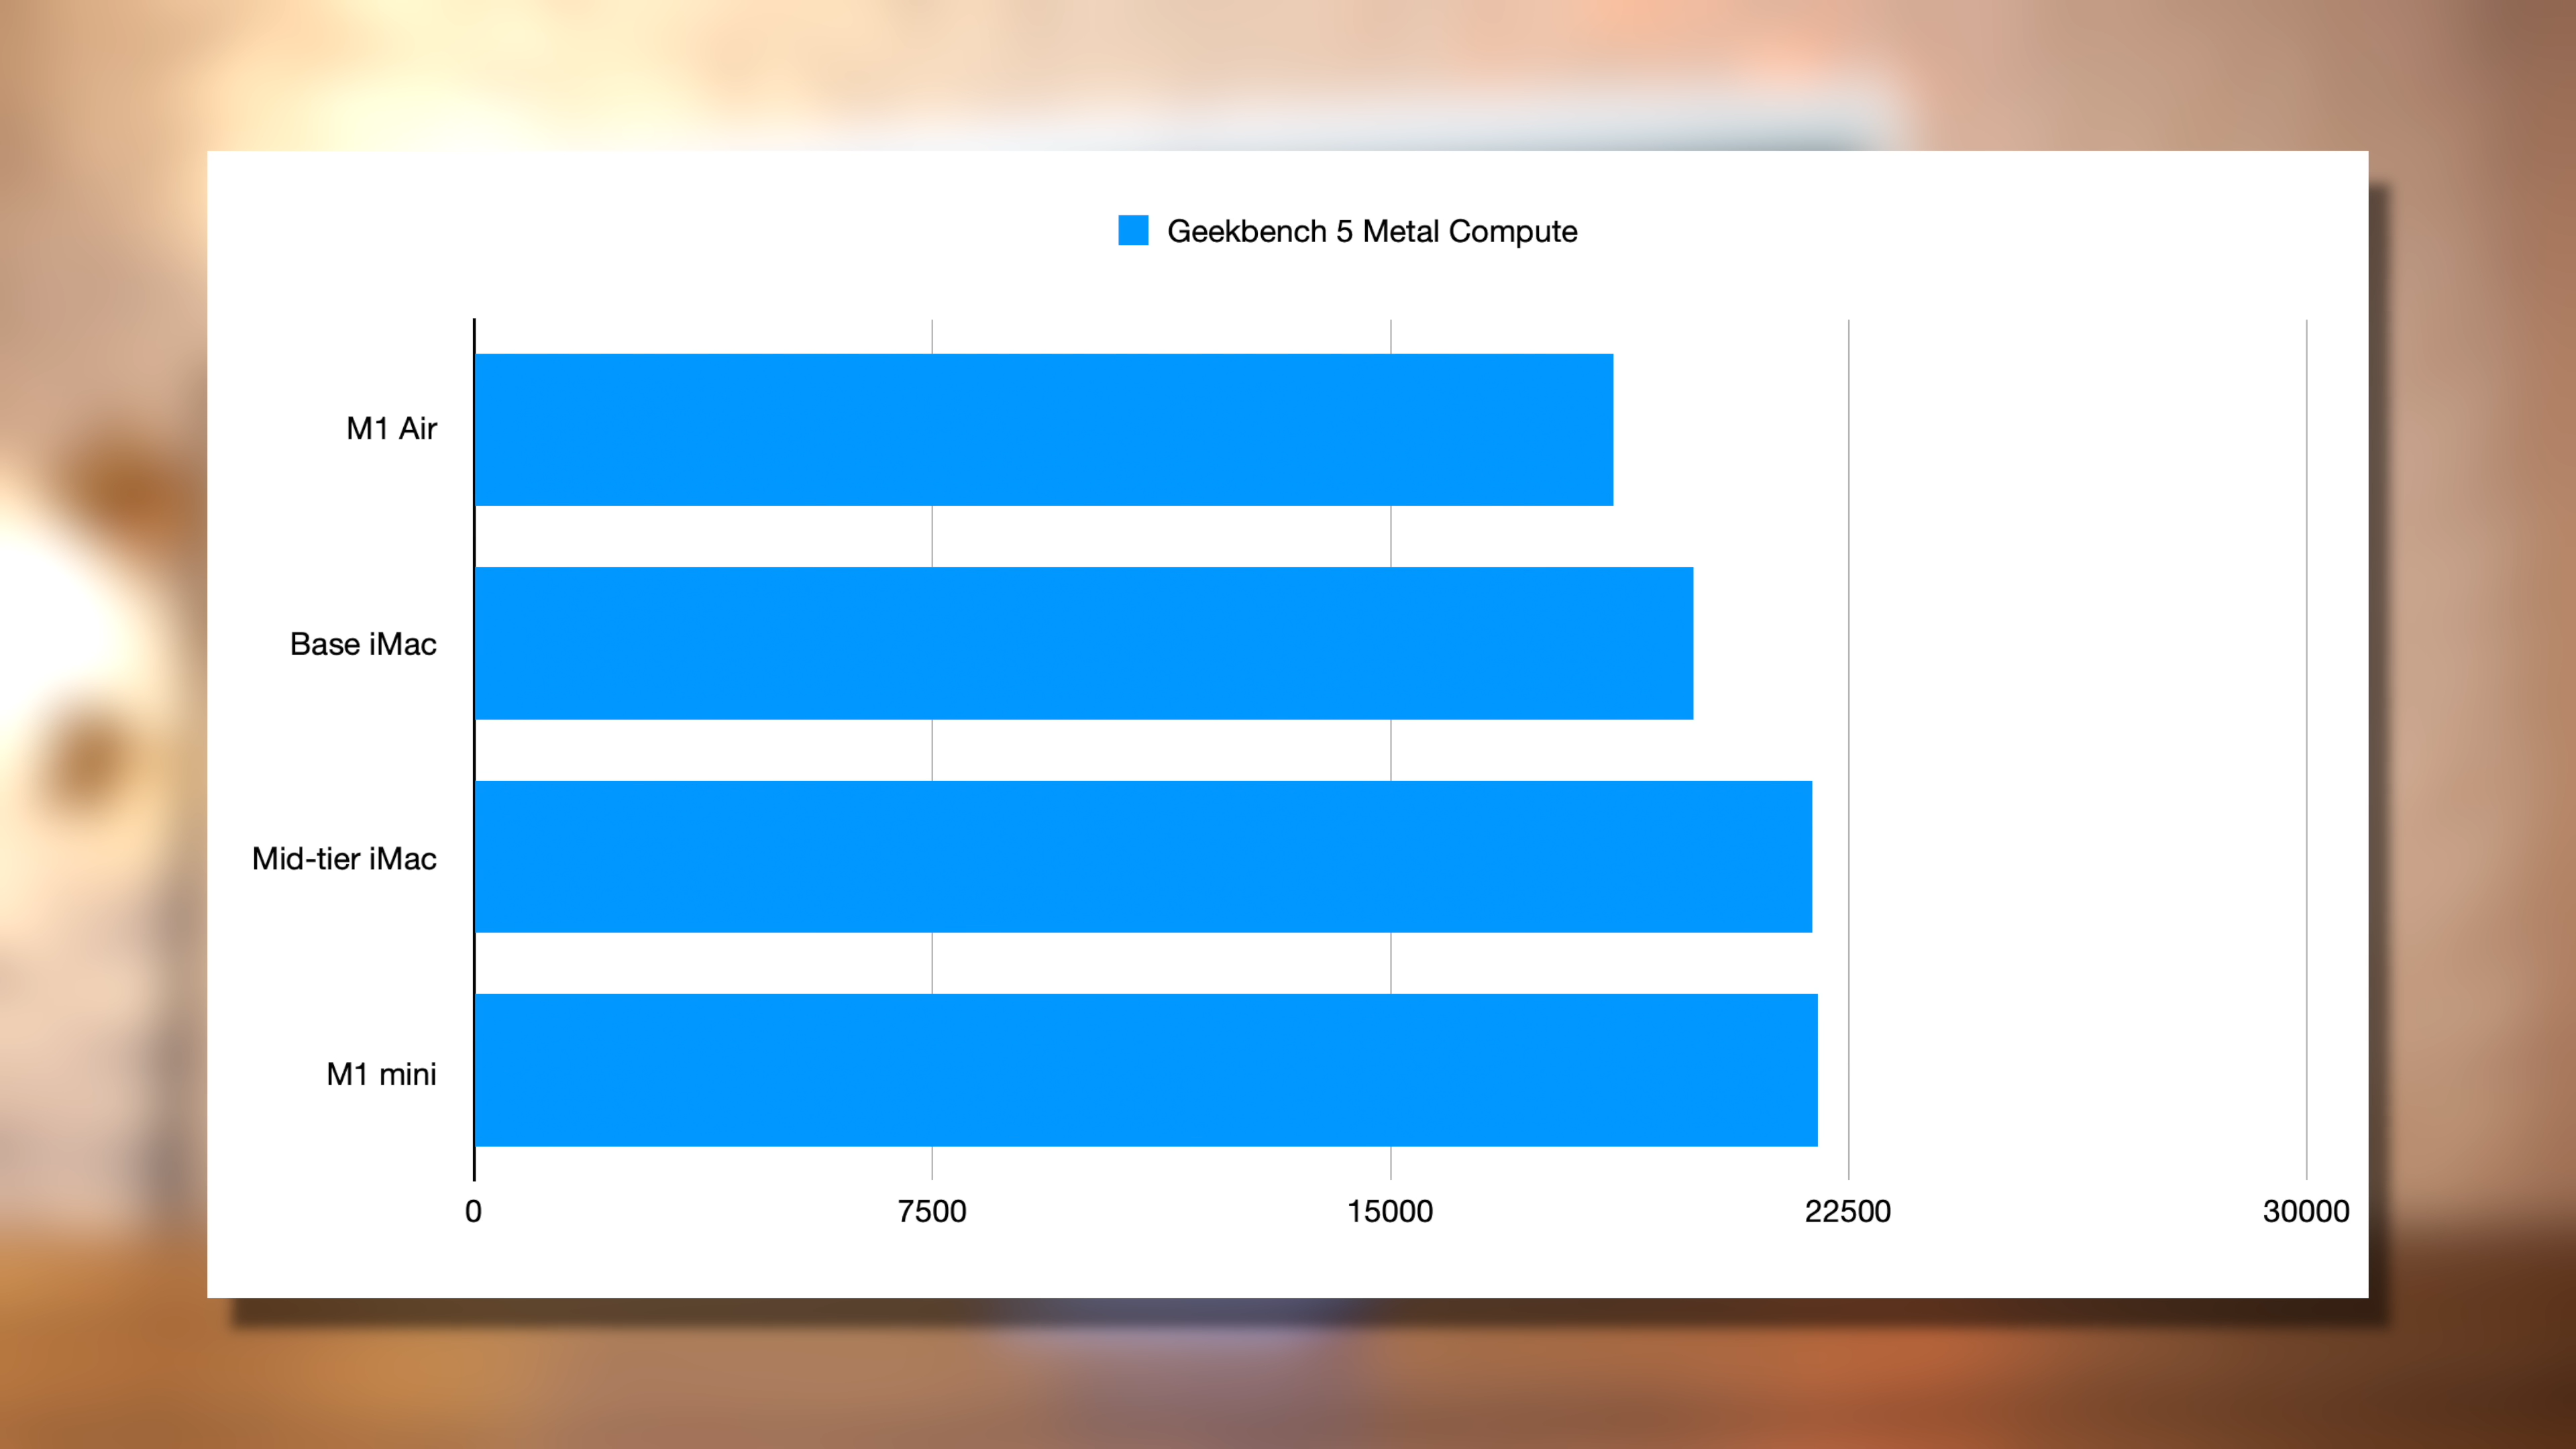 Geekbench 5 Metal Compute
M1 Air
Base iMac
Mid-tier iMac
M1 mini
0 7500 15000 22500 30000